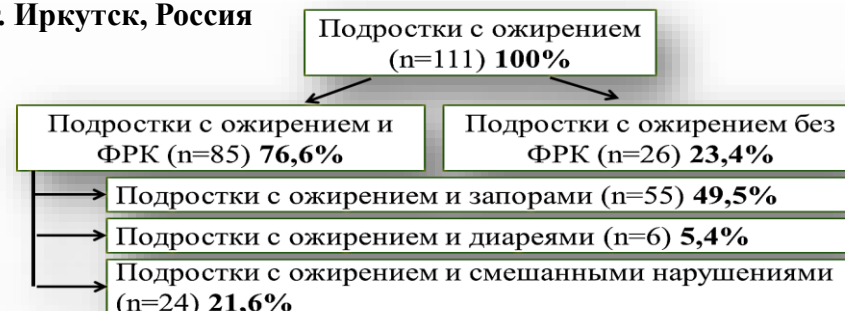 . Иркутск, Россия
Подростки с ожирением
(n=111) 100%
Подростки с ожирением и
ФРК (n=85) 76,6%
Подростки с ожирением без
ФРК (n=26) 23,4%
Подростки с ожирением и запорами (n=55) 49,5%
Подростки с ожирением и диареями (n=6) 5,4%
Подростки с ожирением и смешанными нарушениями
(n=24) 21,6%